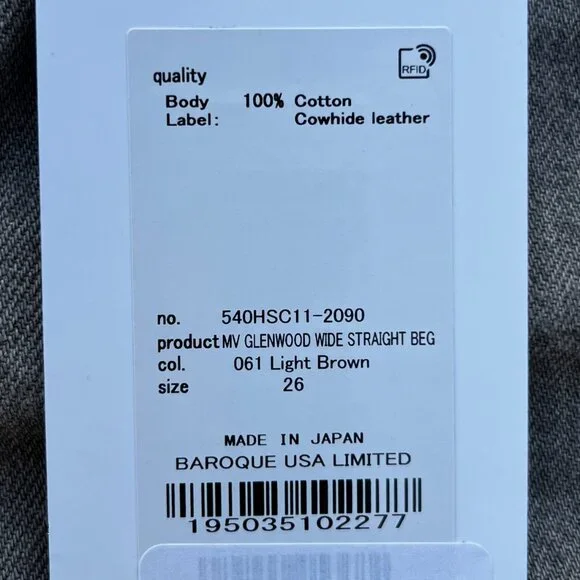 RFID
quality
Body 100% Cotton
Label: Cowhide leather
no. 540HSC11-2090
product MV GLENWOOD WIDE STRAIGHT BEG
col. 061 Light Brown
size 26
MADE IN JAPAN
BAROQUE USA LIMITED
195035102277